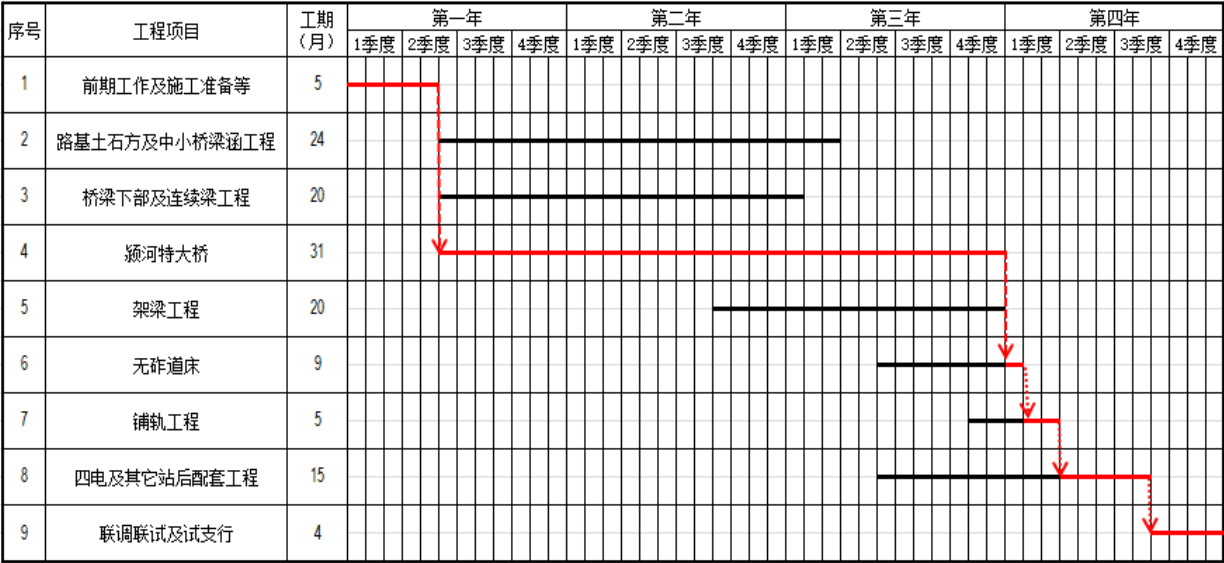 序号 工程项目 工期（月） 第一年 第二年 第三年 第四年
1季度 2季度 3季度 4季度 1季度 2季度 3季度 4季度 1季度 2季度 3季度 4季度 1季度 2季度 3季度 4季度
1 前期工作及施工准备等 5
2 路基土石方及中小桥梁涵工程 24
3 桥梁下部及连续梁工程 20
4 颍河特大桥 31
5 架梁工程 20
6 无砟道床 9
7 铺轨工程 5
8 四电及其它站后配套工程 15
9 联调联试及试支行 4